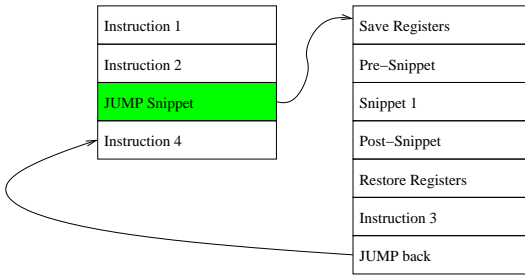 Instruction 1
Instruction 2
JUMP Snippet
Instruction 4
Save Registers
Pre−Snippet
Snippet 1
Post−Snippet
Restore Registers
Instruction 3
JUMP back